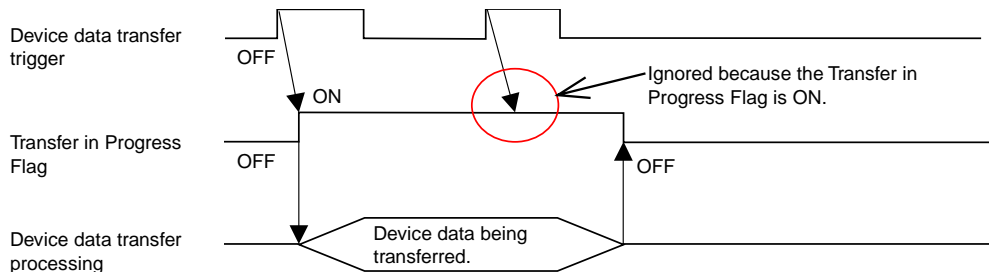 Device data transfer
trigger
OFF
Ignored because the Transfer in
Progress Flag is ON.
ON
Transfer in Progress
Flag
OFF
OFF
Device data transfer
processing
Device data being
transferred.